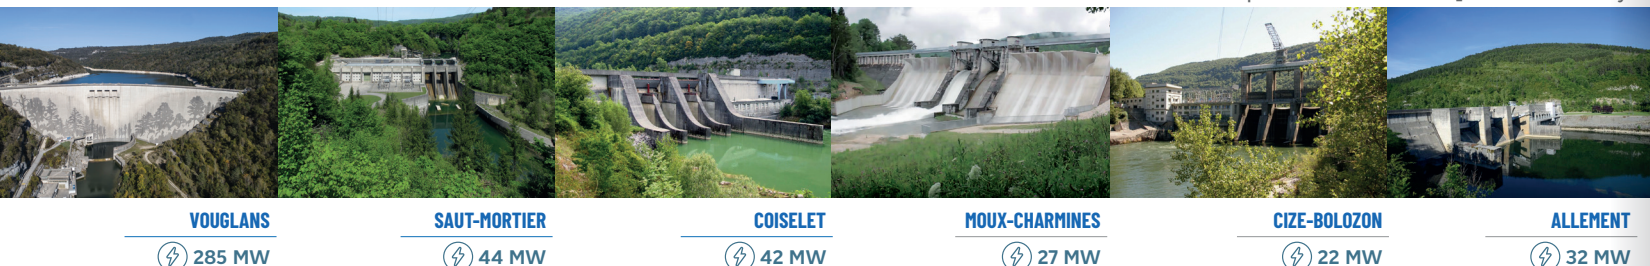 VOUGLANS
285 MW
SAUT-MORTIER
44 MW
COISELET
42 MW
MOUX-CHARMINES
27 MW
CIZE-BOLOZON
22 MW
ALLEMENT
32 MW